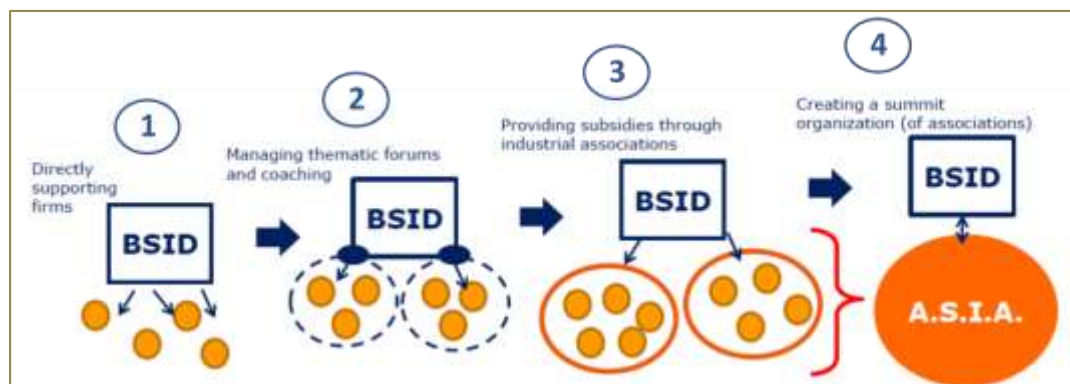 1
Directly
supporting
firms
BSID
2
Managing thematic forums
and coaching
BSID
3
Providing subsidies through
industrial associations
BSID
4
Creating a summit
organization (of associations)
BSID
A.S.I.A.